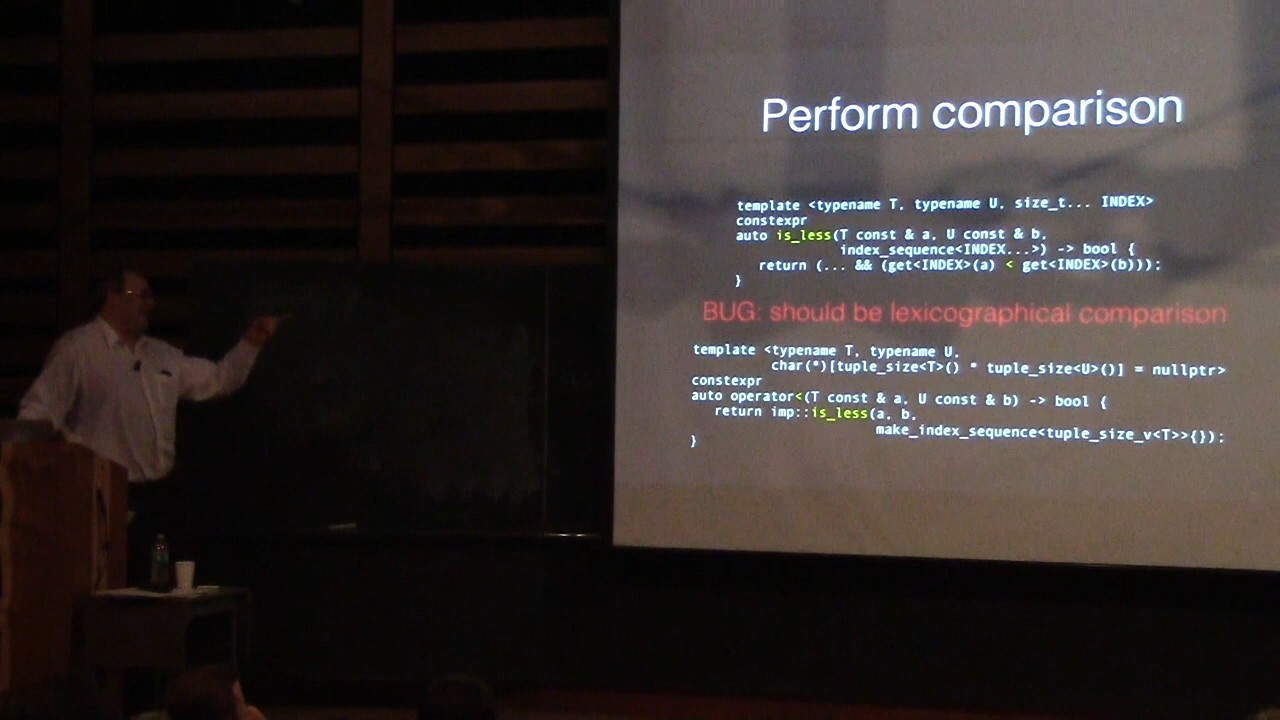 Perform comparison
template <typename T, typename U, size_t... INDEX>
constexpr
auto is_less(T const & a, U const & b,
index_sequence<INDEX...>) -> bool {
return (... && (get<INDEX>(a) < get<INDEX>(b)));
}
BUG: should be lexicographical comparison
template <typename T, typename U,
char(*)[tuple_size<T>() * tuple_size<U>()] = nullptr>
constexpr
auto operator<(T const & a, U const & b) -> bool {
return imp::is_less(a, b,
make_index_sequence<tuple_size_v<T>>{});
}